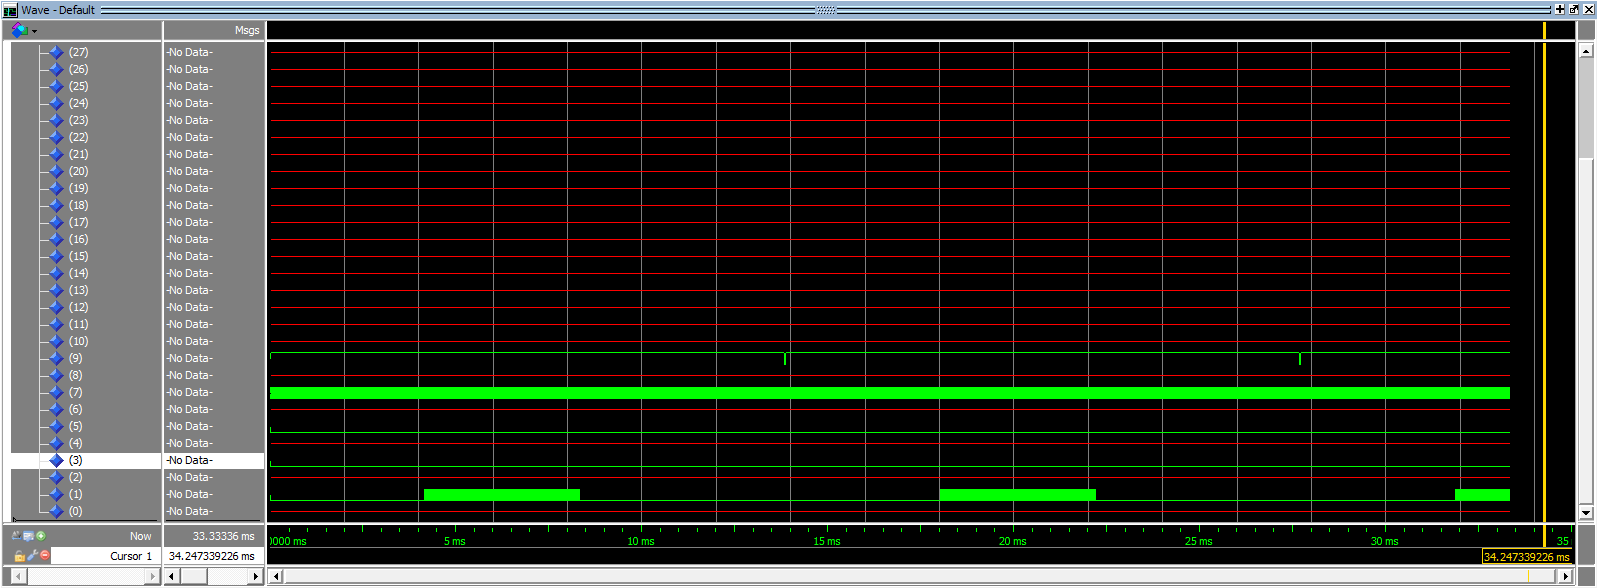 Wave - Default
Msgs
(27) -No Data-
(26) -No Data-
(25) -No Data-
(24) -No Data-
(23) -No Data-
(22) -No Data-
(21) -No Data-
(20) -No Data-
(19) -No Data-
(18) -No Data-
(17) -No Data-
(16) -No Data-
(15) -No Data-
(14) -No Data-
(13) -No Data-
(12) -No Data-
(11) -No Data-
(10) -No Data-
(9) -No Data-
(8) -No Data-
(7) -No Data-
(6) -No Data-
(5) -No Data-
(4) -No Data-
(3) -No Data-
(2) -No Data-
(1) -No Data-
(0) -No Data-
Now 33.33336 ms 0000 ms 5 ms 10 ms 15 ms 20 ms 25 ms 30 ms 35
Cursor 1 34.247339226 ms 34.247339226 ms